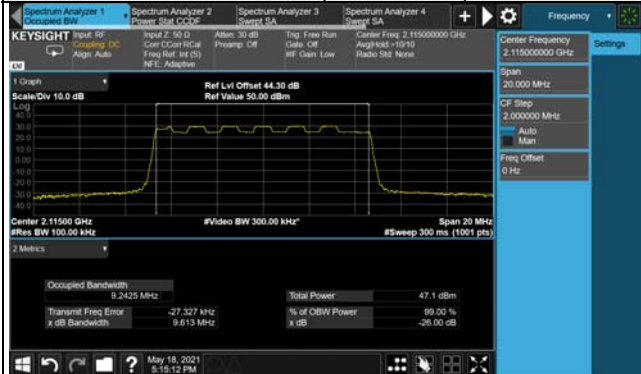 Spectrum Analyzer 1
Occupied BW
Spectrum Analyzer 2
Power Stat CCDF
Spectrum Analyzer 3
Swept SA
Spectrum Analyzer 4
Swept SA
Frequency
KEYSIGHT
Input: RF
Coupling: DC
Align: Auto
Input Z: 50 Ω
Corr CCorr RCal
Freq Ref: Int (S)
NFE: Adaptive
Atten: 30 dB
Preamp: Off
Trig: Free Run
Gate: Off
#IF Gain: Low
Center Freq: 2.115000000 GHz
Avg|Hold:>10/10
Radio Std: None
LM
Center Frequency
2.115000000 GHz
Settings
Span
20.000 MHz
CF Step
2.000000 MHz
Auto
Man
Freq Offset
0 Hz
1 Graph
Scale/Div 10.0 dB
Ref Lvl Offset 44.30 dB
Ref Value 50.00 dBm
Log
40.0
30.0
20.0
10.0
0.00
-10.0
-20.0
-30.0
-40.0
Center 2.11500 GHz
#Res BW 100.00 kHz
#Video BW 300.00 kHz*
Span 20 MHz
#Sweep 300 ms (1001 pts)
2 Metrics
Occupied Bandwidth
9.2425 MHz
Transmit Freq Error -27.327 kHz
x dB Bandwidth 9.613 MHz
Total Power 47.1 dBm
% of OBW Power 99.00 %
x dB -26.00 dB
?
May 18, 2021
5:15:12 PM